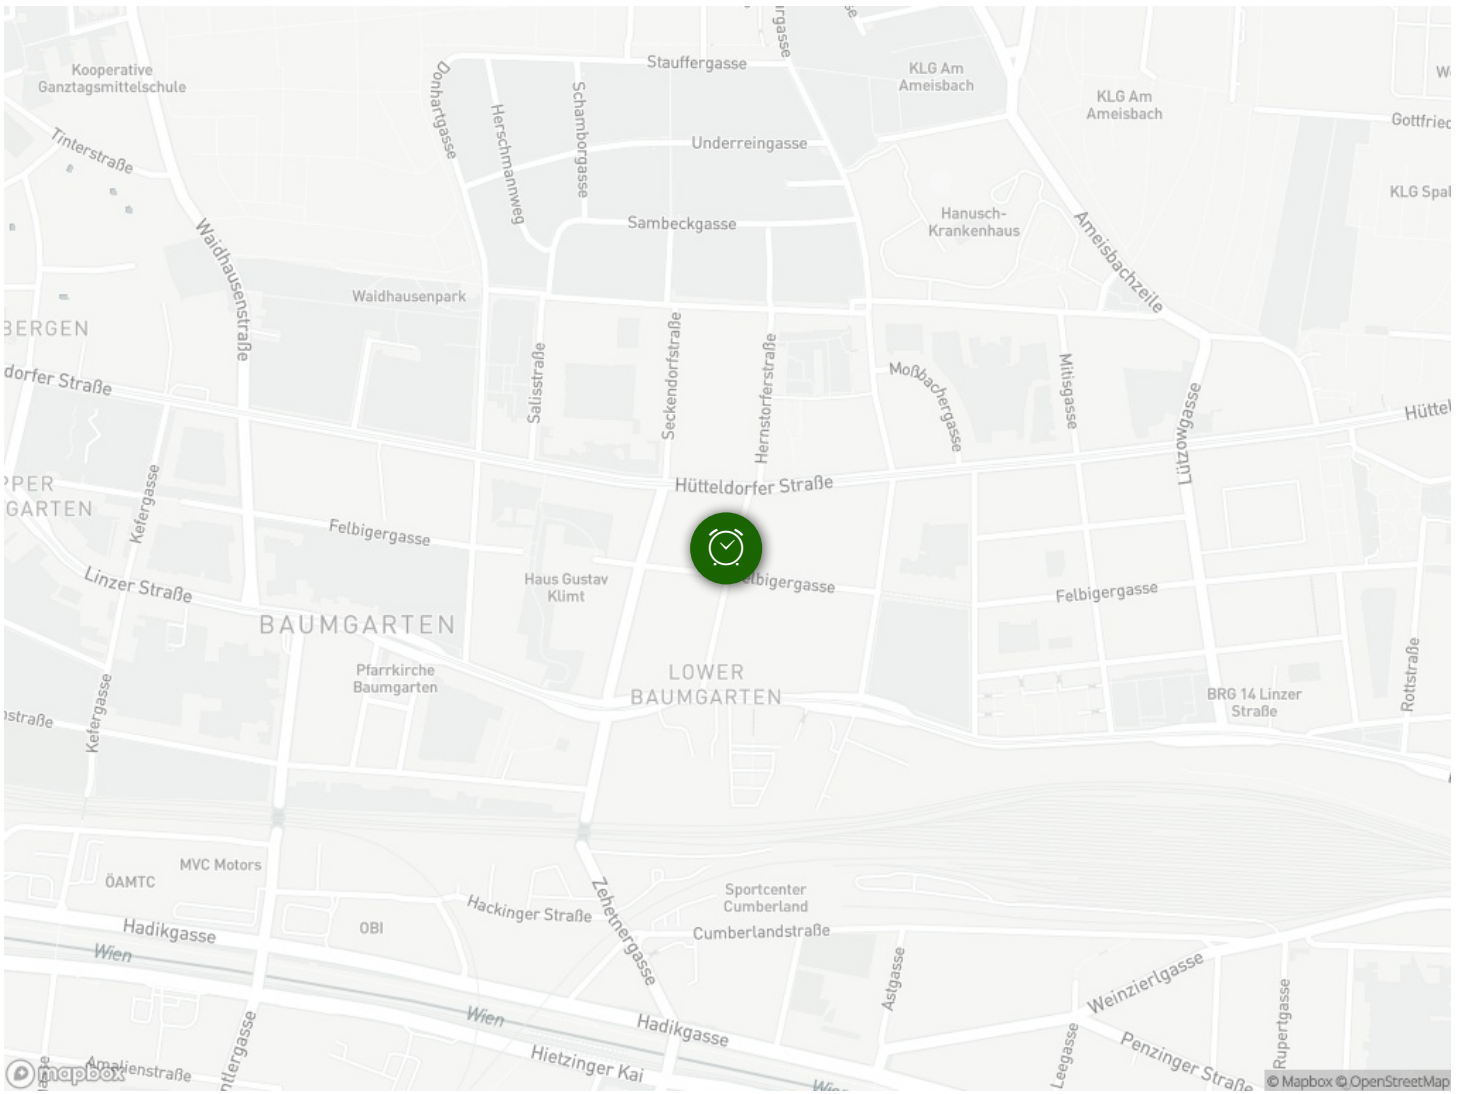 Stauffergasse
Kooperative
Ganztagsmittelschule
KLG Am
Ameisbach
KLG Am
Ameisbach
Donhartgasse
Herschmannweg
Schamborgasse
Gottfried
Tinterstraße
Underreingasse
KLG Spal
Waidhausenstraße
Sambeckgasse
Hanusch-
Krankenhaus
Ameisbachzeile
Waidhausenpark
BERGEN
dorfer Straße
Salisstraße
Seckendorfstraße
Hernstorferstraße
Moßbachergasse
Mitisgasse
Lützowgasse
Hüttel
PPER
GARTEN
Kefergasse
Hütteldorfer Straße
Felbigergasse
Linzer Straße
Haus Gustav
Klimt
elbigergasse
Felbigergasse
BAUMGARTEN
Pfarrkirche
Baumgarten
LOWER
BAUMGARTEN
BRG 14 Linzer
Straße
Rottstraße
Kefergasse
nstraße
MVC Motors
ÖAMTC
Hackinger Straße
Zehetnergasse
Sportcenter
Cumberland
Cumberlandstraße
OBI
Hadikgasse
Wien
Astgasse
Weinzierlgasse
Rupertgasse
Wien
Hadikgasse
Hietzinger Kai
Leegasse
Penzinger Straße
Amalienstraße
ntlergasse
mapbox
© Mapbox © OpenStreetMap